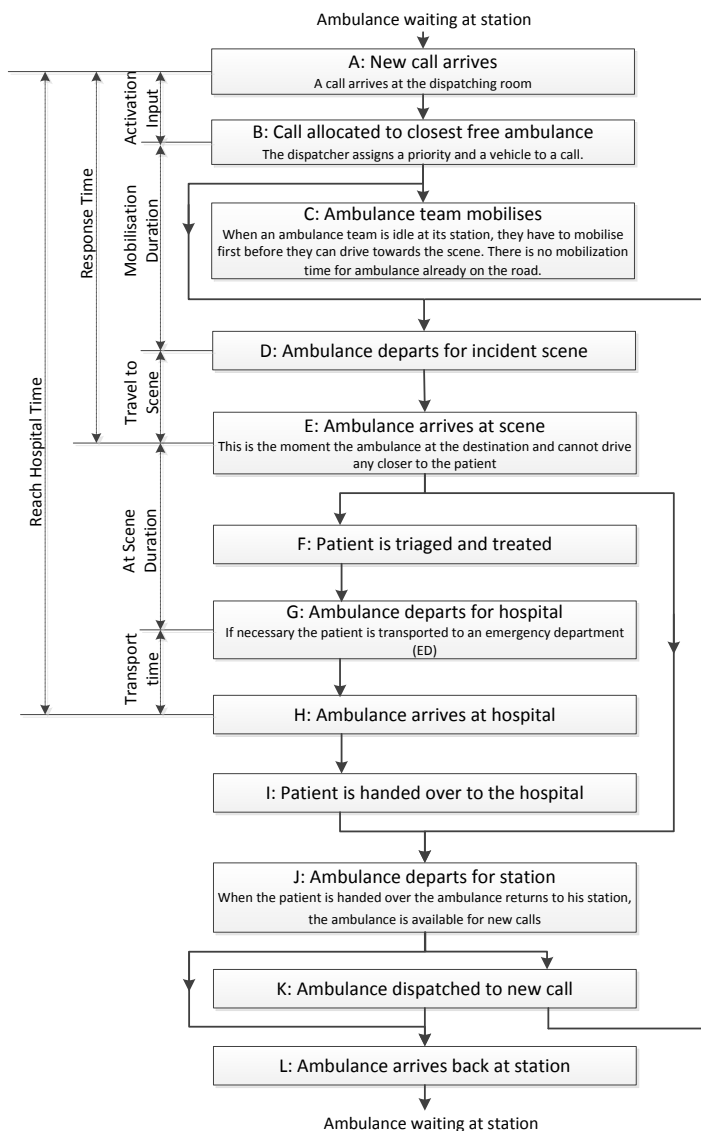 Ambulance waiting at station
A: New call arrives
A call arrives at the dispatching room
B: Call allocated to closest free ambulance
The dispatcher assigns a priority and a vehicle to a call.
C: Ambulance team mobilises
When an ambulance team is idle at its station, they have to mobilise
first before they can drive towards the scene. There is no mobilization
time for ambulance already on the road.
D: Ambulance departs for incident scene
E: Ambulance arrives at scene
This is the moment the ambulance at the destination and cannot drive
any closer to the patient
F: Patient is triaged and treated
G: Ambulance departs for hospital
If necessary the patient is transported to an emergency department
(ED)
H: Ambulance arrives at hospital
I: Patient is handed over to the hospital
J: Ambulance departs for station
When the patient is handed over the ambulance returns to his station,
the ambulance is available for new calls
K: Ambulance dispatched to new call
L: Ambulance arrives back at station
Ambulance waiting at station
Reach Hospital Time
Response Time
Activation
Input
Mobilisation
Duration
Travel to
Scene
At Scene
Duration
Transport
time